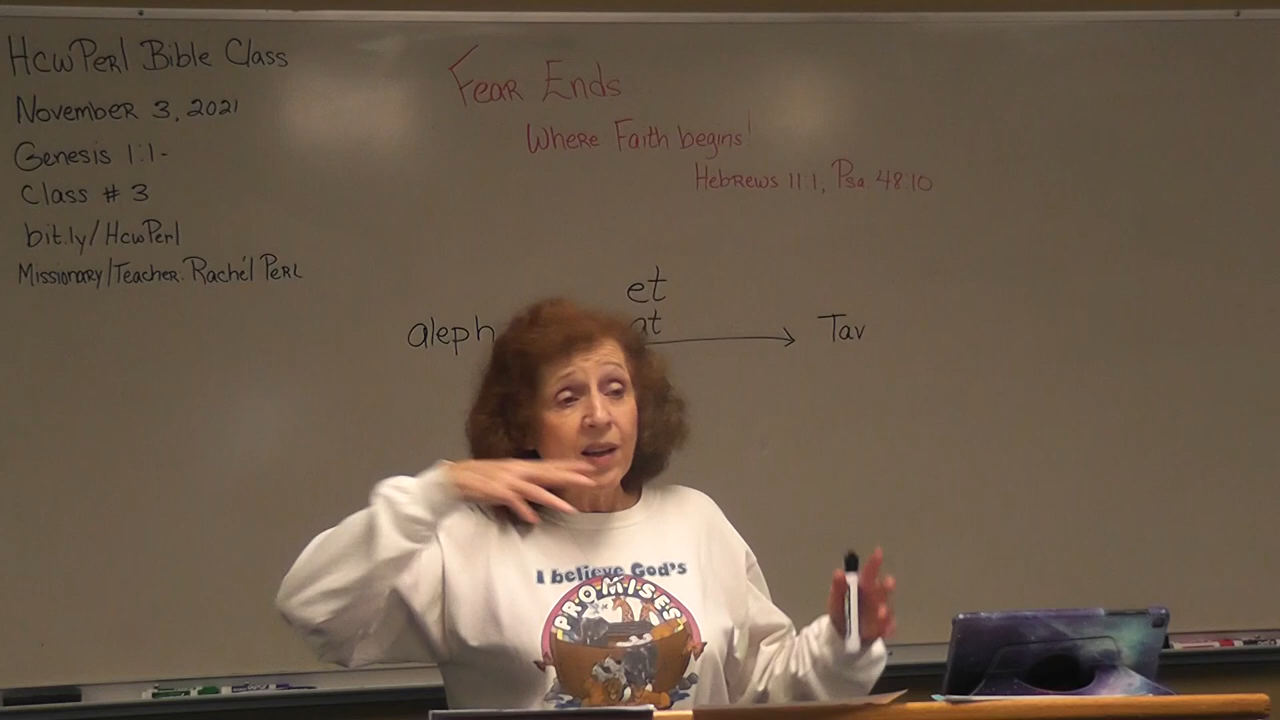 HcwPerl Bible Class
November 3, 2021
Genesis 1:1-
Class # 3
bit.ly/HcwPerl
Missionary/Teacher. Rachél Perl
Fear Ends
Where Faith begins!
Hebrews 11:1, Psa. 48:10
et
at
aleph
Tav
I believe God's
PROMISES